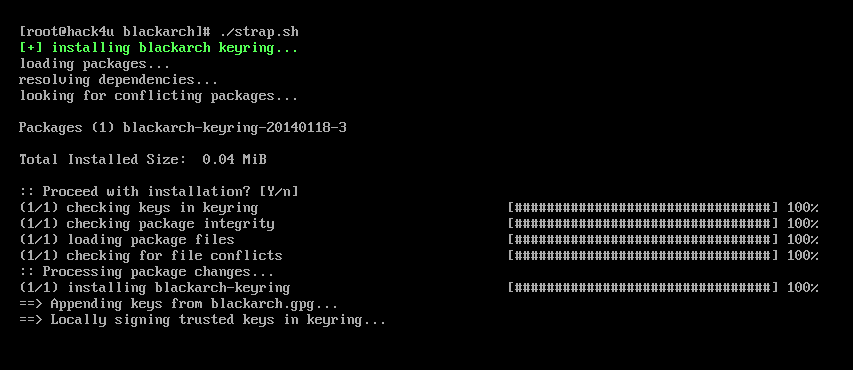 [root@hack4u blackarch]# ./strap.sh
[+] installing blackarch keyring...
loading packages...
resolving dependencies...
looking for conflicting packages...
Packages (1) blackarch-keyring-20140118-3
Total Installed Size:  0.04 MiB
:: Proceed with installation? [Y/n]
(1/1) checking keys in keyring [################################] 100%
(1/1) checking package integrity [################################] 100%
(1/1) loading package files [################################] 100%
(1/1) checking for file conflicts [################################] 100%
:: Processing package changes...
(1/1) installing blackarch-keyring [################################] 100%
==> Appending keys from blackarch.gpg...
==> Locally signing trusted keys in keyring...